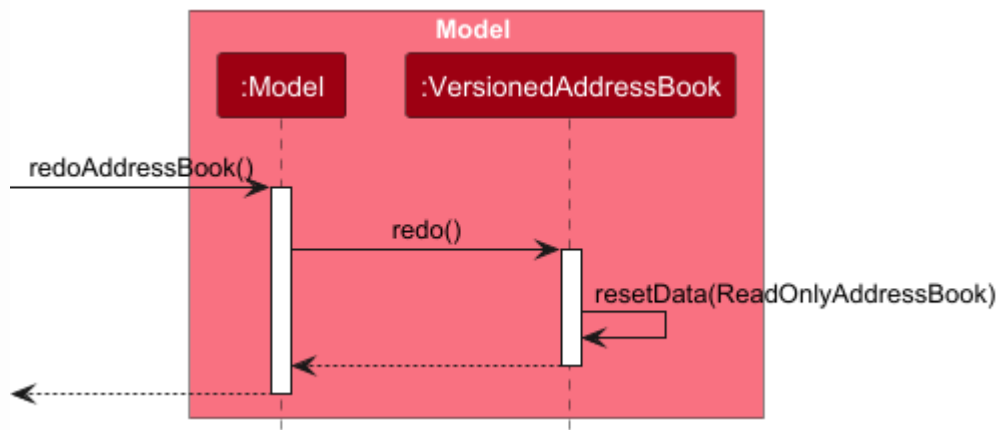 Model
:Model
:VersionedAddressBook
redoAddressBook()
redo()
resetData(ReadOnlyAddressBook)